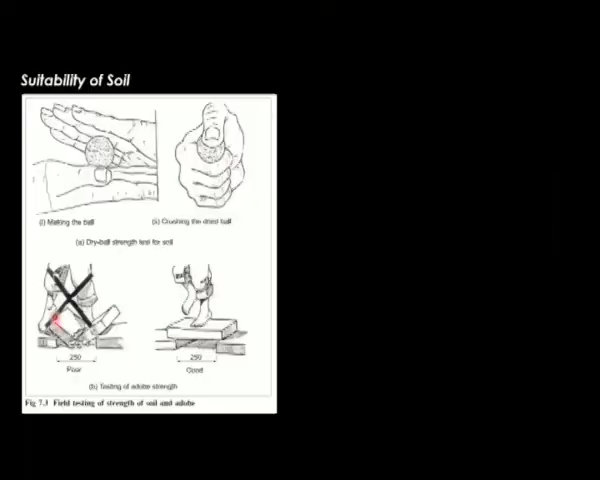 Suitability of Soil
(i) Making the ball (ii) Crushing the dried ball
(a) Dry-ball strength test for soil
250 250
Poor Good
(b) Testing of adobe strength
Fig 7.3 Field testing of strength of soil and adobe